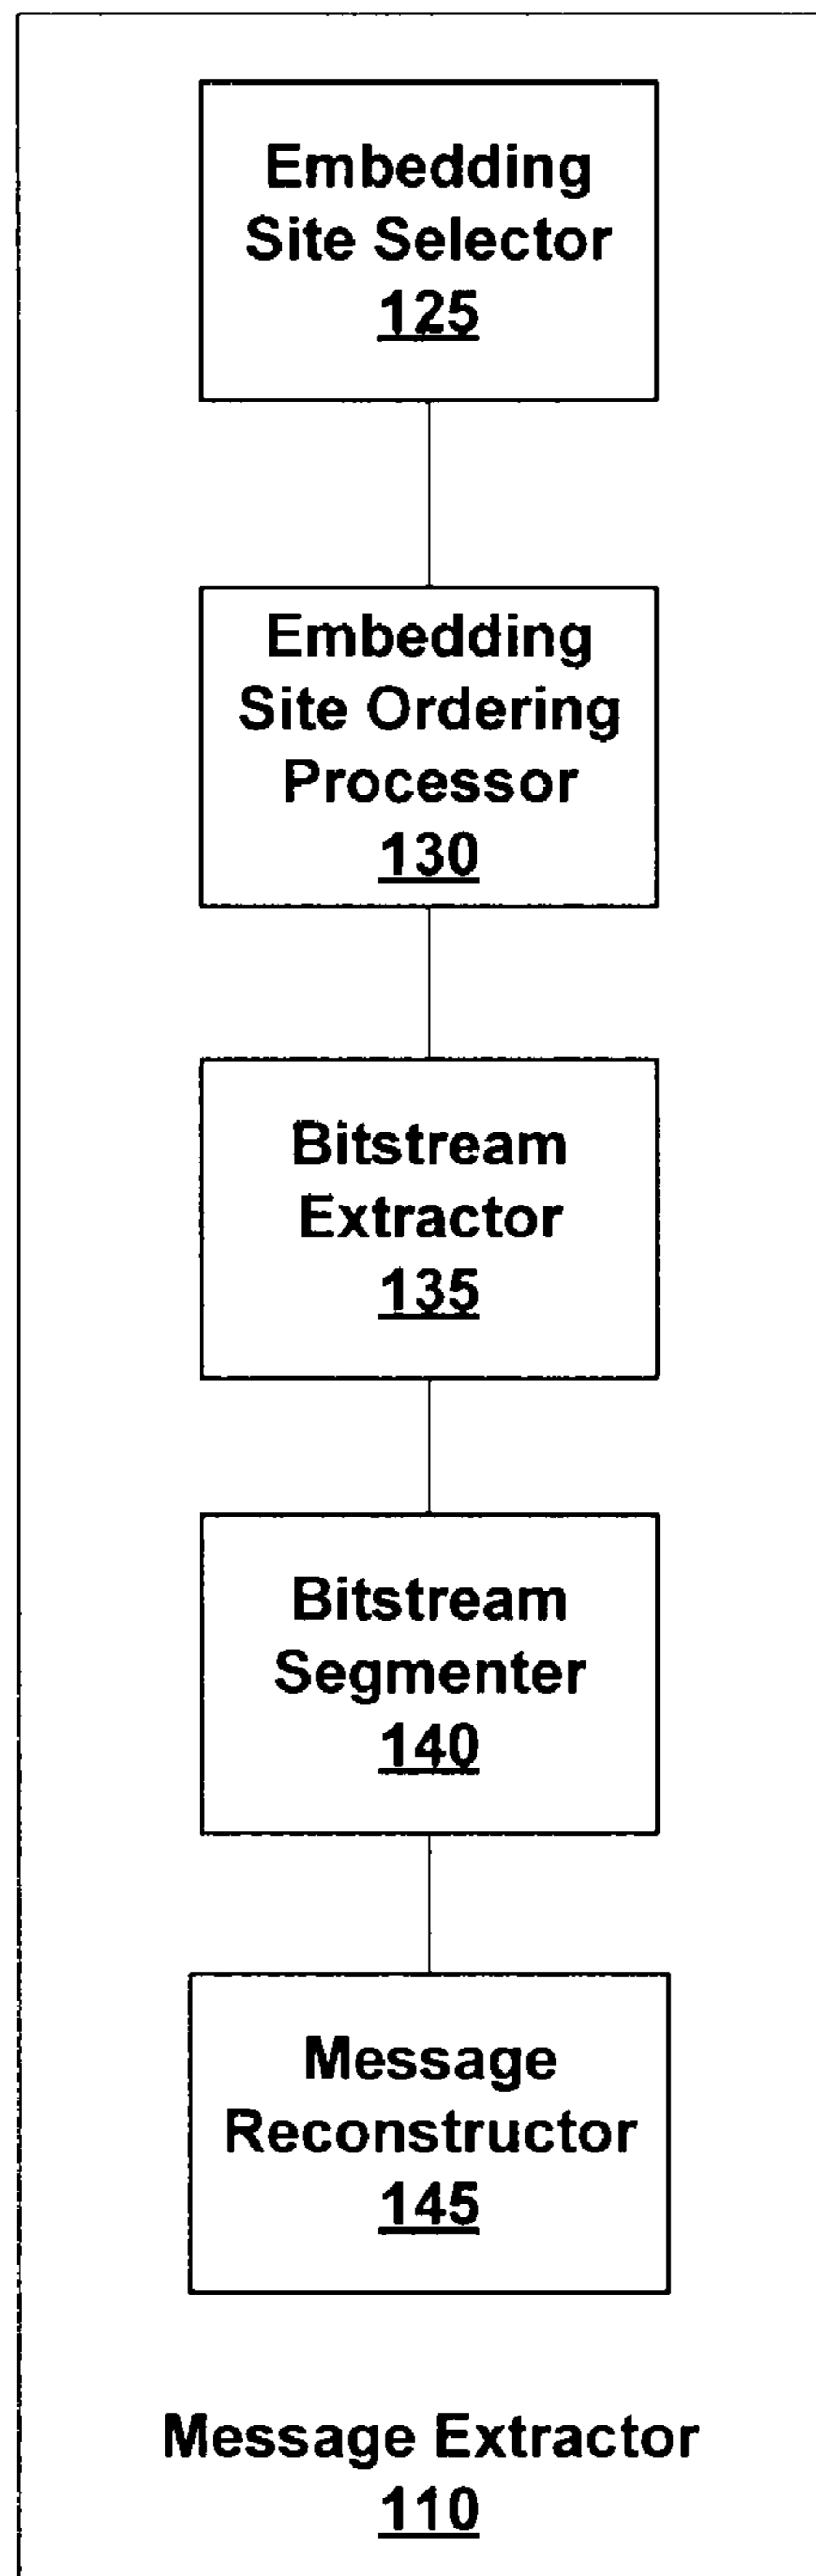 Embedding
Site Selector
125
Embedding
Site Ordering
Processor
130
Bitstream
Extractor
135
Bitstream
Segmenter
140
Message
Reconstructor
145
Message Extractor
110